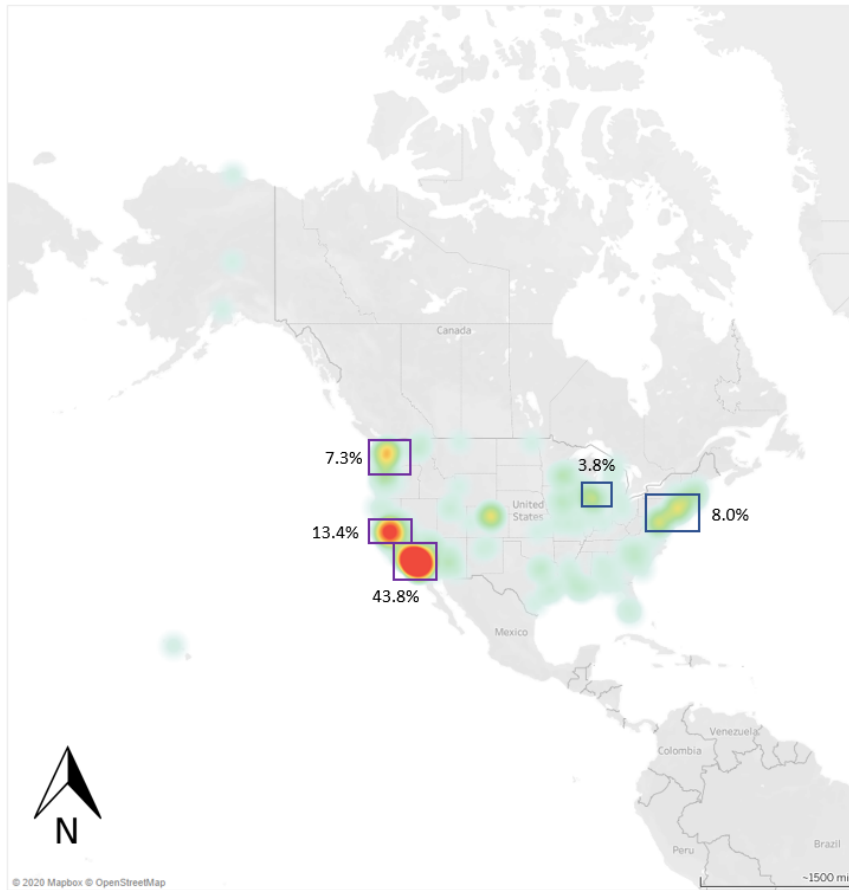 Canada
7.3%
3.8%
United
States
8.0%
13.4%
43.8%
Mexico
Venezuela
Colombia
N
Peru
Brazil
© 2020 Mapbox © OpenStreetMap
~1500 mi